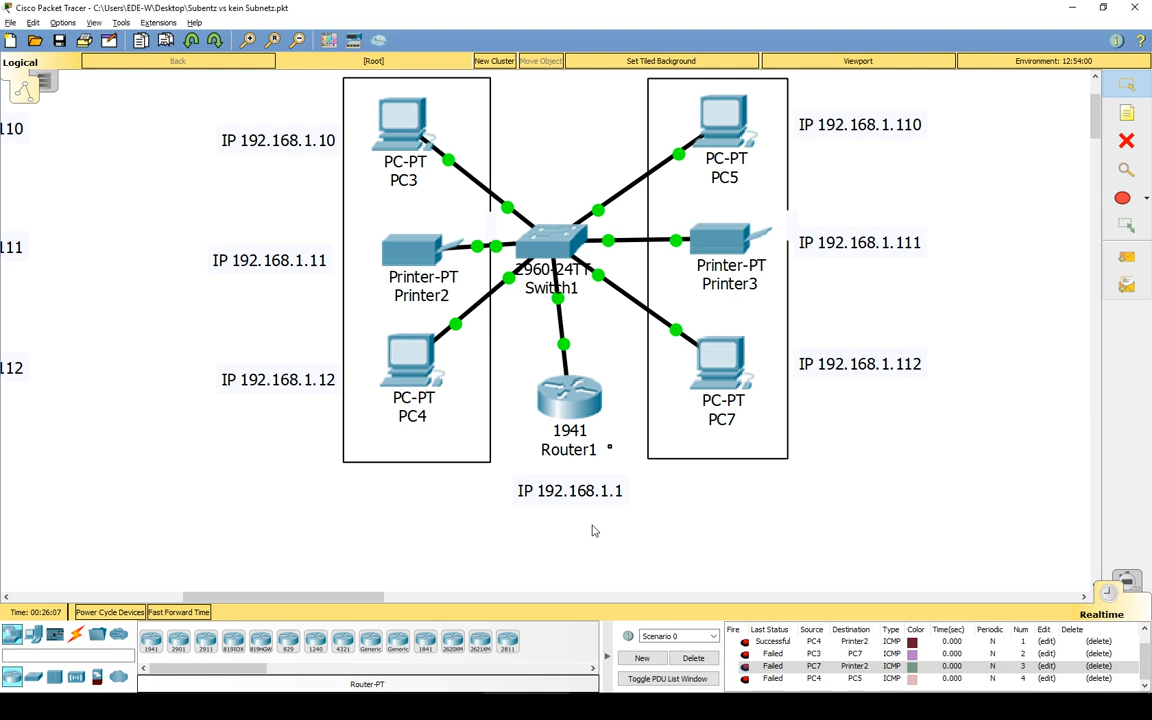 Cisco Packet Tracer - C:\Users\EDE-W\Desktop\Subentz vs kein Subnetz.pkt
File Edit Options View Tools Extensions Help
Logical Back [Root] New Cluster Move Object Set Tiled Background Viewport Environment: 12:54:00
110
111
112
IP 192.168.1.10
PC-PT
PC3
IP 192.168.1.11
Printer-PT
Printer2
IP 192.168.1.12
PC-PT
PC4
2960-24TT
Switch1
1941
Router1
IP 192.168.1.1
PC-PT
PC5
IP 192.168.1.110
Printer-PT
Printer3
IP 192.168.1.111
PC-PT
PC7
IP 192.168.1.112
Time: 00:26:07 Power Cycle Devices Fast Forward Time
Realtime
1941 2901 2911 819IOX 819HGW 829 1240 4321 Generic Generic 1841 2620XM 2621XM 2811
Router-PT
Scenario 0
New Delete
Toggle PDU List Window
Fire Last Status Source Destination Type Color Time(sec) Periodic Num Edit Delete
Successful PC4 Printer2 ICMP 0.000 N 1 (edit) (delete)
Failed PC3 PC7 ICMP 0.000 N 2 (edit) (delete)
Failed PC7 Printer2 ICMP 0.000 N 3 (edit) (delete)
Failed PC4 PC5 ICMP 0.000 N 4 (edit) (delete)